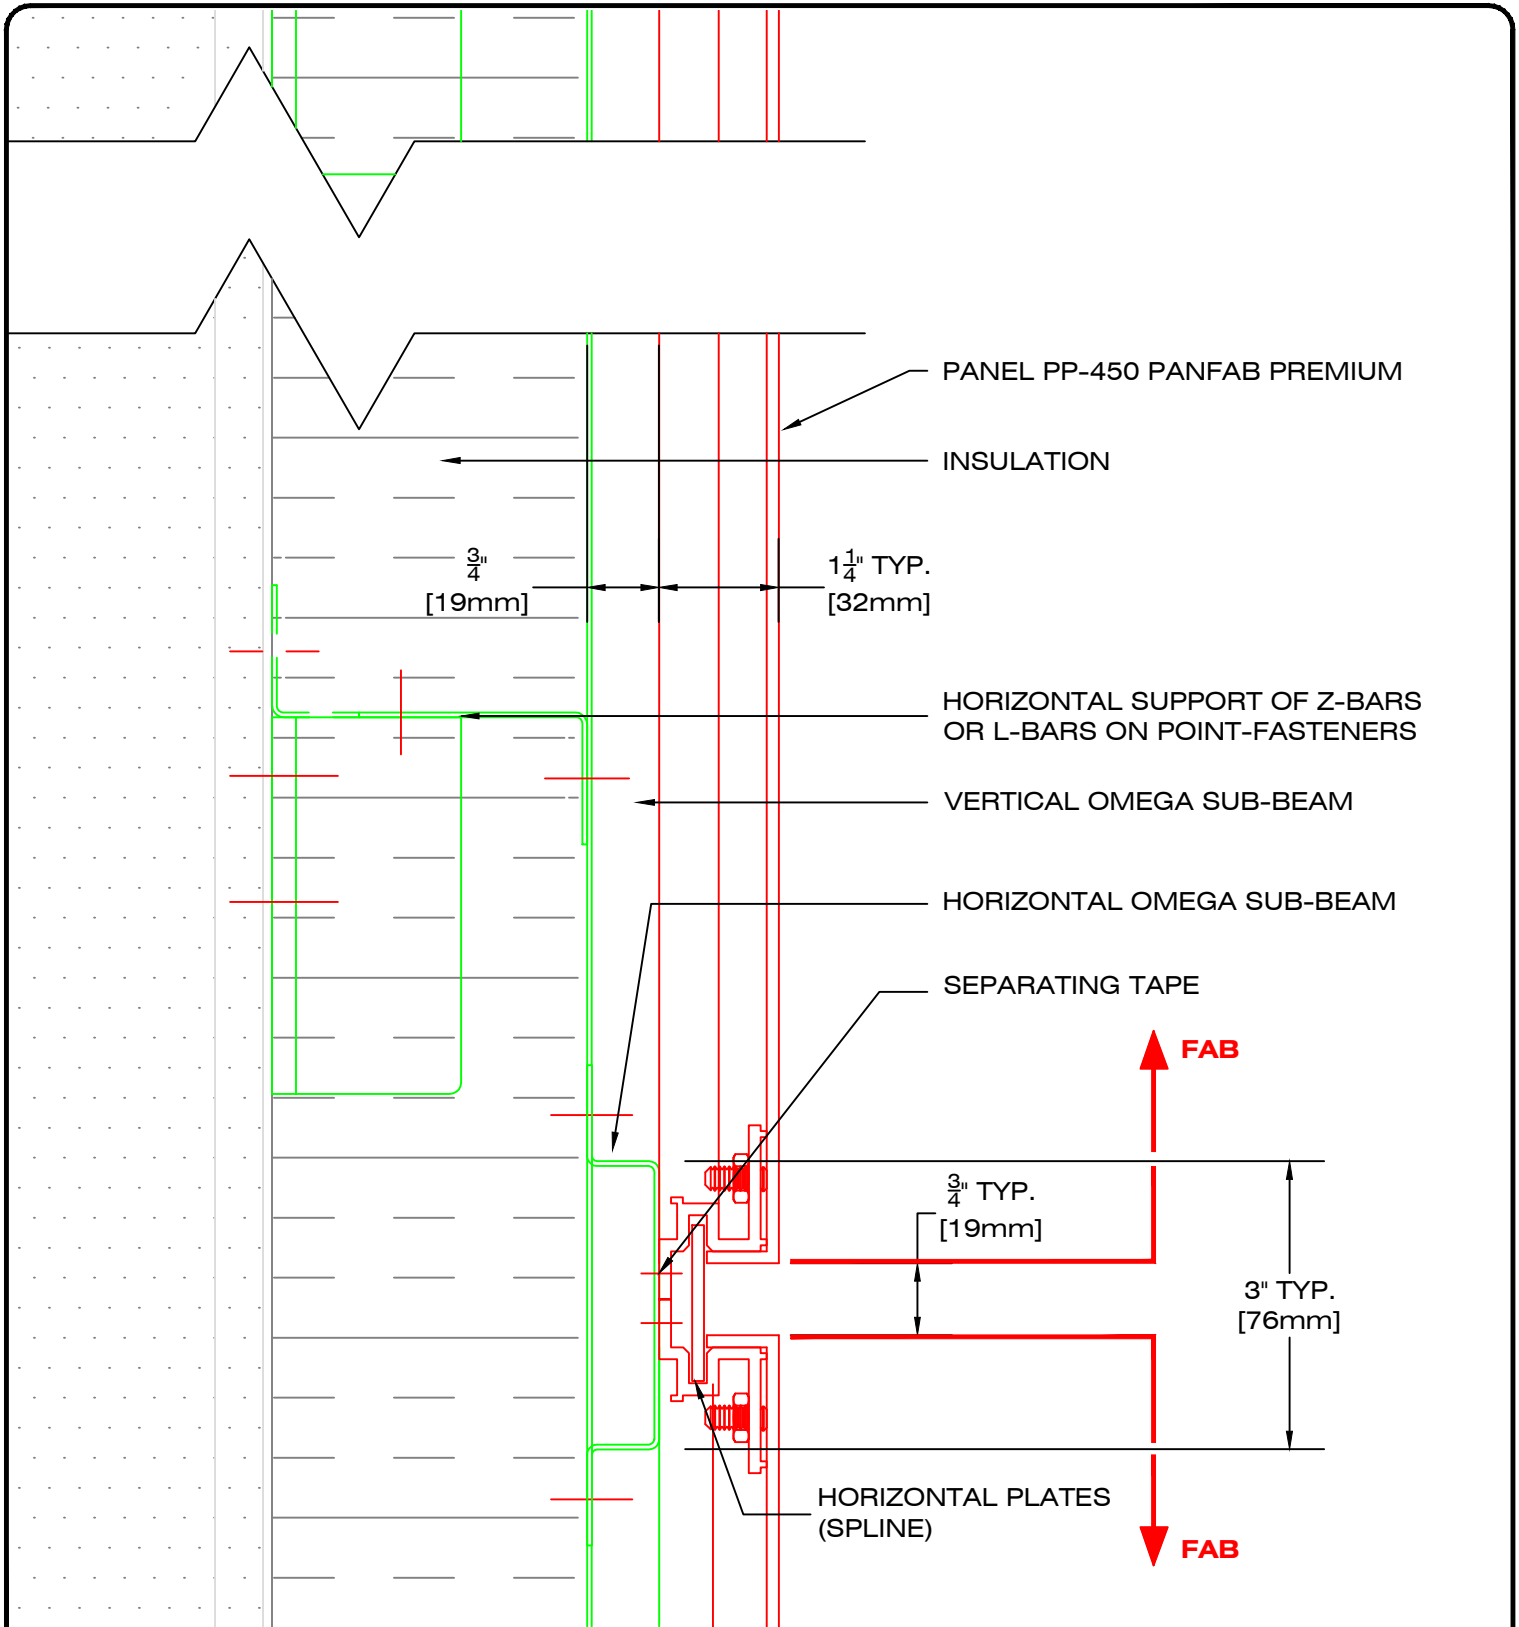 PANEL PP-450 PANFAB PREMIUM
INSULATION
3/4"
[19mm]
1 1/4" TYP.
[32mm]
HORIZONTAL SUPPORT OF Z-BARS
OR L-BARS ON POINT-FASTENERS
VERTICAL OMEGA SUB-BEAM
HORIZONTAL OMEGA SUB-BEAM
SEPARATING TAPE
FAB
3/4" TYP.
[19mm]
3" TYP.
[76mm]
HORIZONTAL PLATES
(SPLINE)
FAB